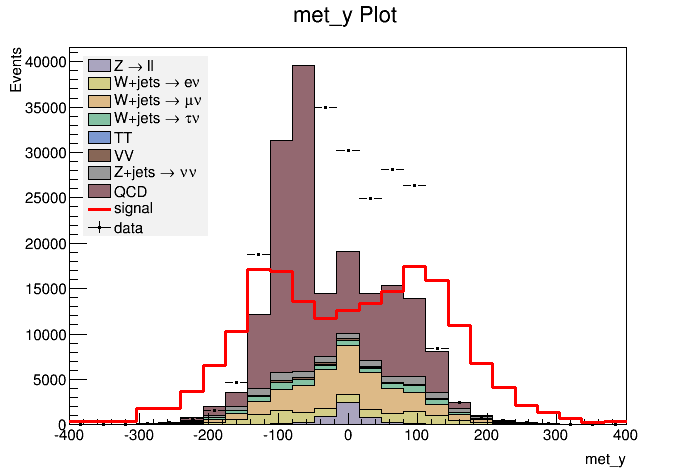 met_y Plot
Events
40000
35000
30000
25000
20000
15000
10000
5000
0
Z → ll
W+jets → eν
W+jets → μν
W+jets → τν
TT
VV
Z+jets → νν
QCD
signal
data
-400 -300 -200 -100 0 100 200 300 400
met_y